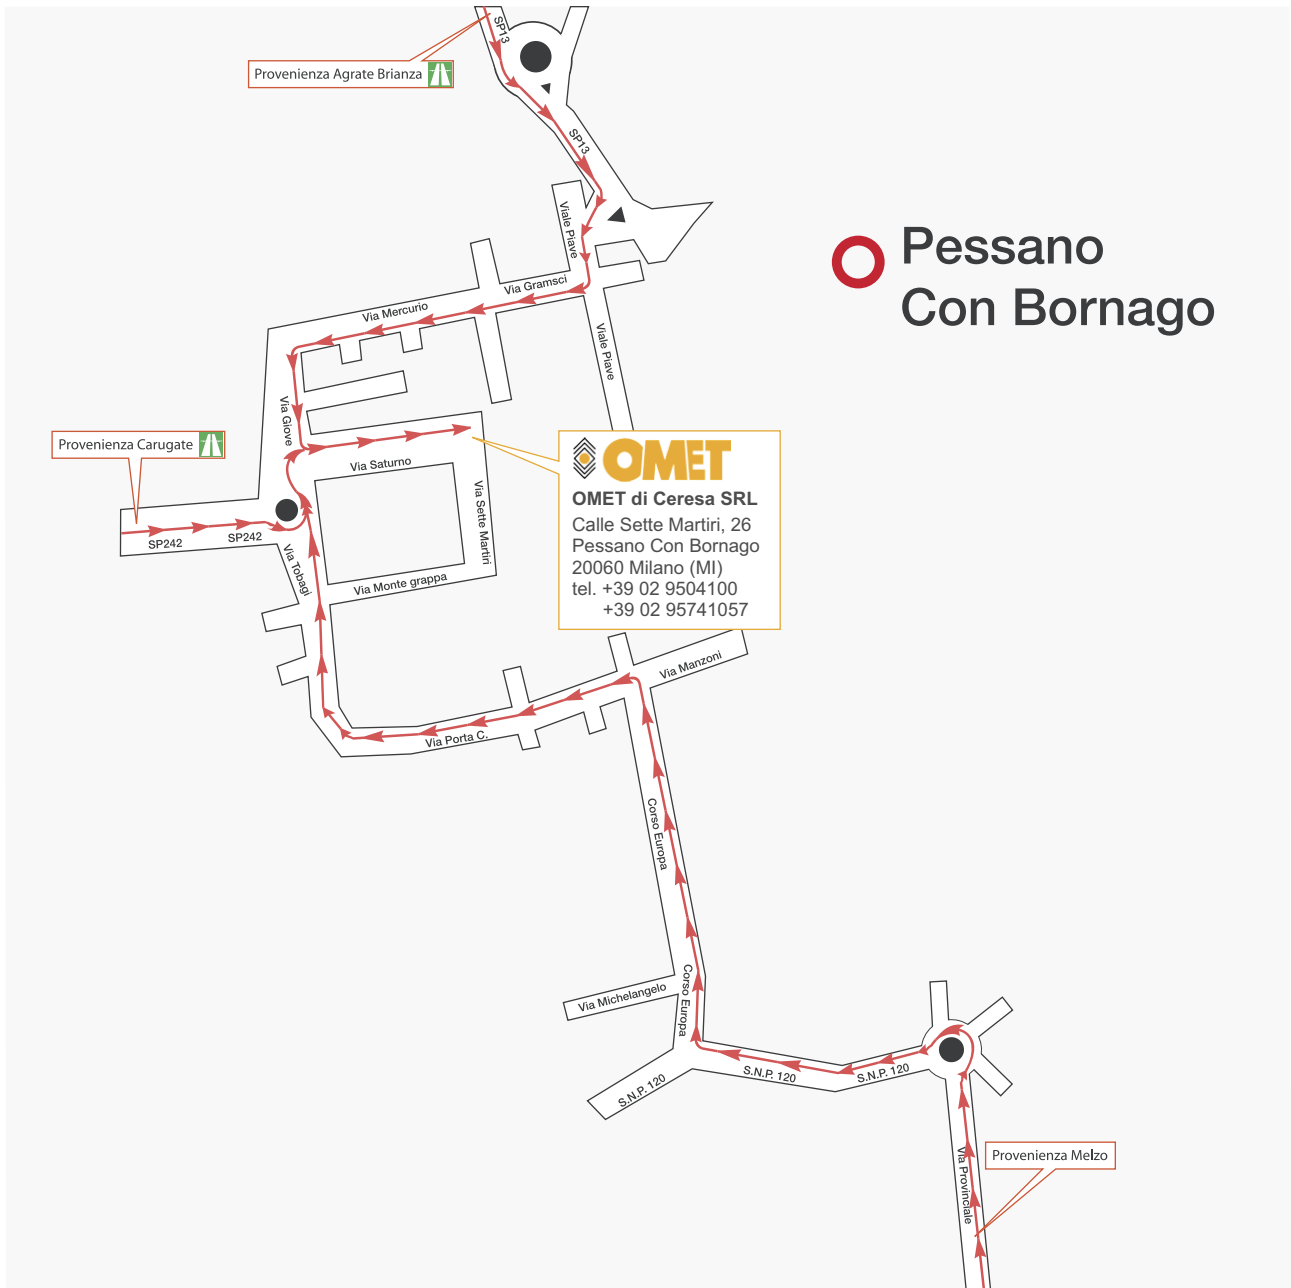 SP13
Provenienza Agrate Brianza
SP13
Viale Piave
Pessano
Con Bornago
Via Gramsci
Via Mercurio
Viale Piave
Via Giove
Provenienza Carugate
OMET
OMET di Ceresa SRL
Calle Sette Martiri, 26
Pessano Con Bornago
20060 Milano (MI)
tel. +39 02 9504100
+39 02 95741057
Via Saturno
Via Sette Martiri
SP242
SP242
Via Tobagi
Via Monte grappa
Via Manzoni
Via Porta C.
Corso Europa
Corso Europa
Via Michelangelo
S.N.P. 120
S.N.P. 120
S.N.P. 120
Provenienza Melzo
Via Provinciale